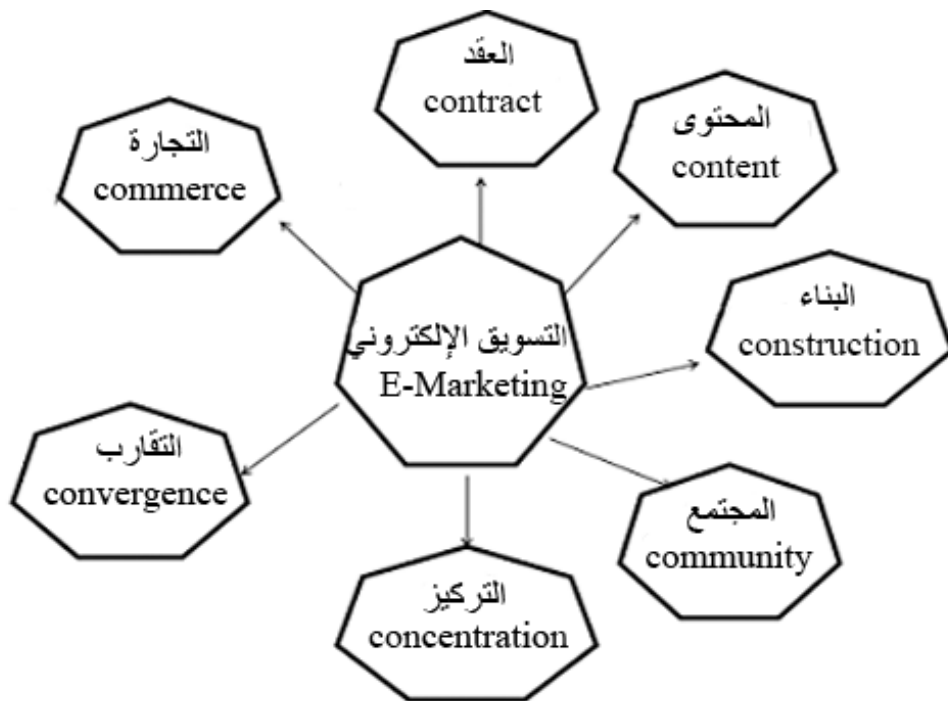 العقد
contract
المحتوى
content
التجارة
commerce
البناء
construction
التسويق الإلكتروني
E-Marketing
التقارب
convergence
المجتمع
community
التركيز
concentration